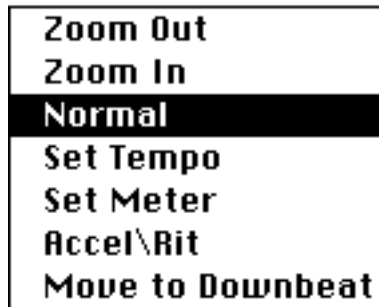 Zoom Out
Zoom In
Normal
Set Tempo
Set Meter
Accel\Rit
Move to Downbeat